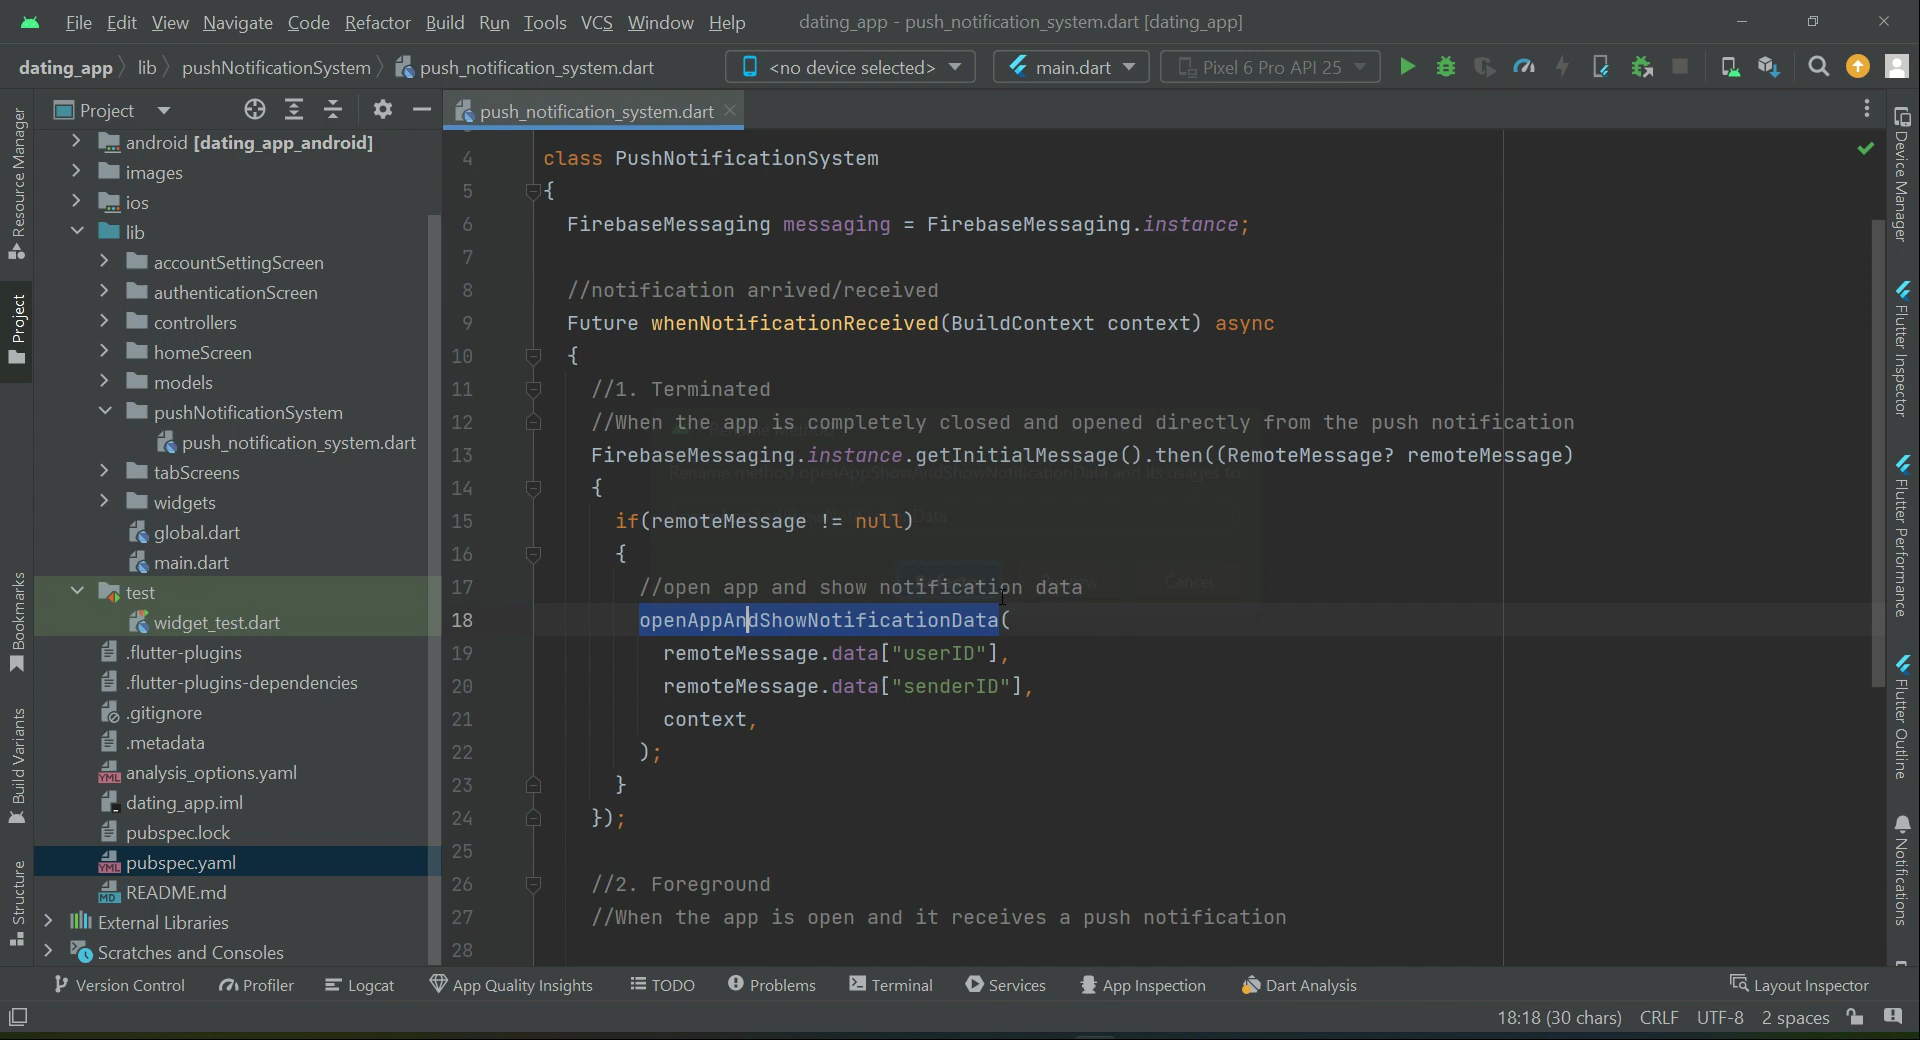 File Edit View Navigate Code Refactor Build Run Tools VCS Window Help dating_app - push_notification_system.dart [dating_app]
dating_app lib pushNotificationSystem push_notification_system.dart <no device selected> main.dart Pixel 6 Pro API 25
Project
push_notification_system.dart
android [dating_app_android]
images
ios
lib
accountSettingScreen
authenticationScreen
controllers
homeScreen
models
pushNotificationSystem
push_notification_system.dart
tabScreens
widgets
global.dart
main.dart
test
widget_test.dart
.flutter-plugins
.flutter-plugins-dependencies
.gitignore
.metadata
analysis_options.yaml
dating_app.iml
pubspec.lock
pubspec.yaml
README.md
External Libraries
Scratches and Consoles
Resource Manager
Project
Bookmarks
Build Variants
Structure
4 class PushNotificationSystem
5 {
6 FirebaseMessaging messaging = FirebaseMessaging.instance;
7
8 //notification arrived/received
9 Future whenNotificationReceived(BuildContext context) async
10 {
11 //1. Terminated
12 //When the app is completely closed and opened directly from the push notification
13 FirebaseMessaging.instance.getInitialMessage().then((RemoteMessage? remoteMessage)
14 {
15 if(remoteMessage != null)
16 {
17 //open app and show notification data
18 openAppAndShowNotificationData(
19 remoteMessage.data["userID"],
20 remoteMessage.data["senderID"],
21 context,
22 );
23 }
24 });
25
26 //2. Foreground
27 //When the app is open and it receives a push notification
28
Rename method openAppShowAndShowNotificationData and its usages to:
Cancel
Device Manager
Flutter Inspector
Flutter Performance
Flutter Outline
Notifications
Version Control Profiler Logcat App Quality Insights TODO Problems Terminal Services App Inspection Dart Analysis Layout Inspector
18:18 (30 chars) CRLF UTF-8 2 spaces